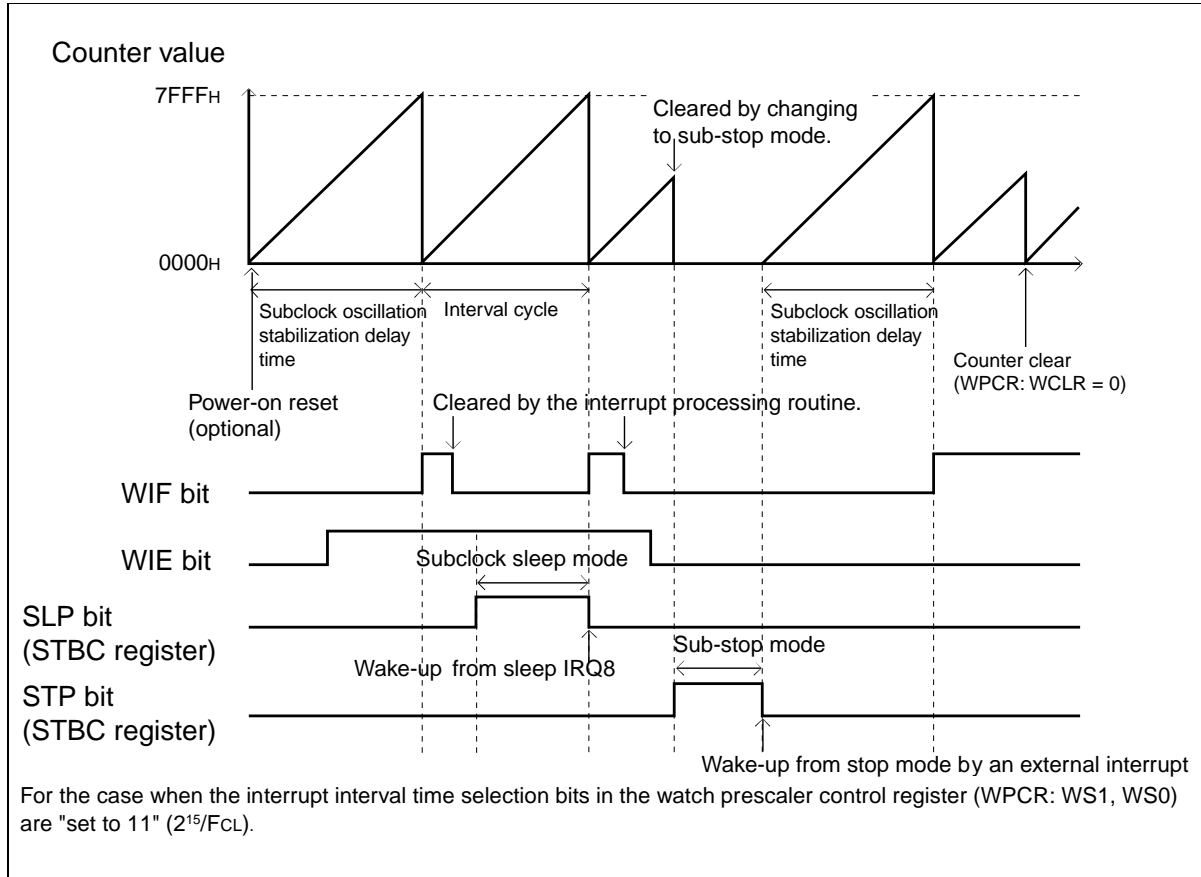 Counter value
7FFFH
Cleared by changing
to sub-stop mode.
0000H
Subclock oscillation
stabilization delay
time
Interval cycle
Subclock oscillation
stabilization delay
time
Counter clear
(WPCR: WCLR = 0)
Power-on reset
(optional)
Cleared by the interrupt processing routine.
WIF bit
WIE bit
Subclock sleep mode
SLP bit
(STBC register)
Sub-stop mode
Wake-up from sleep IRQ8
STP bit
(STBC register)
Wake-up from stop mode by an external interrupt
For the case when the interrupt interval time selection bits in the watch prescaler control register (WPCR: WS1, WS0)
are "set to 11" (2¹⁵/FCL).